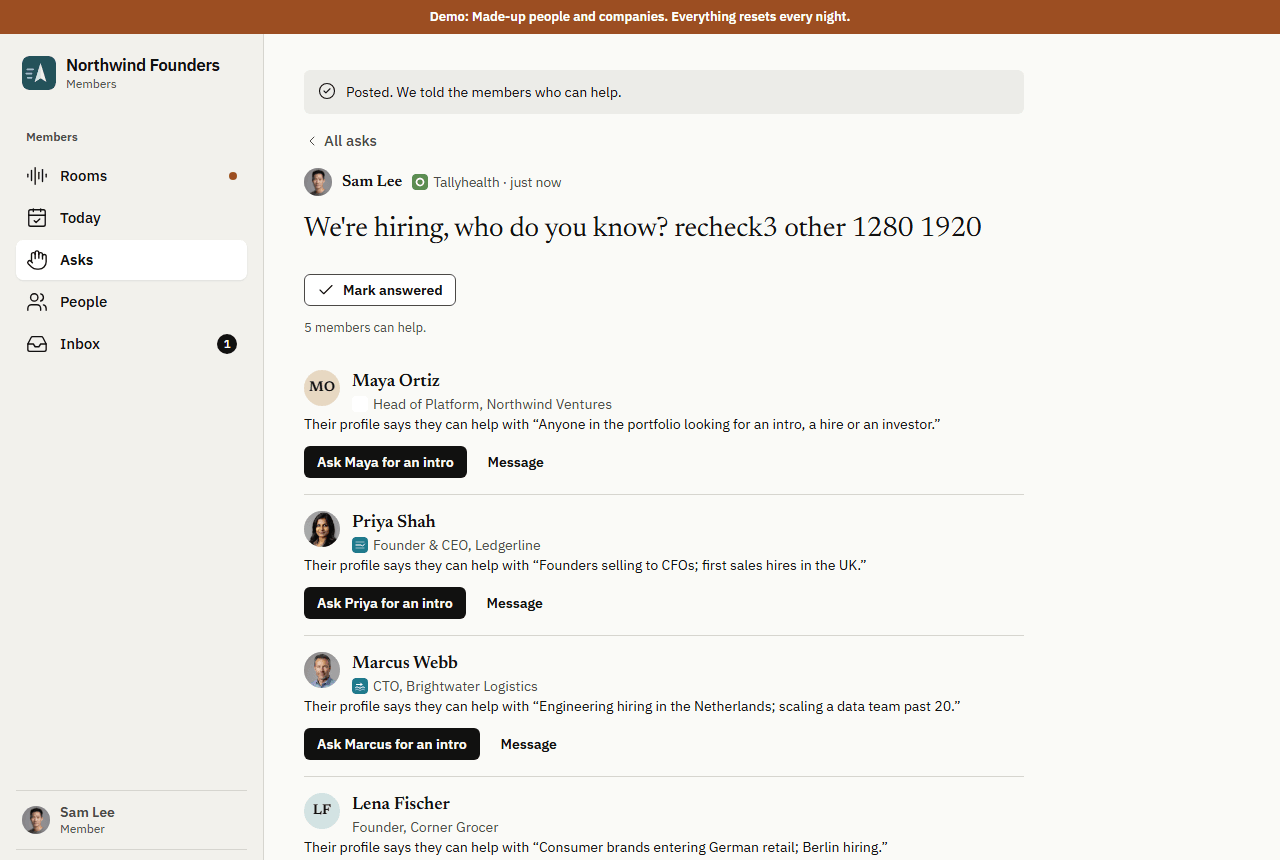 Demo: Made-up people and companies. Everything resets every night.
Northwind Founders
Members
Members
Rooms
Today
Asks
People
Inbox
1
Sam Lee
Member
Posted. We told the members who can help.
All asks
Sam Lee
Tallyhealth · just now
We're hiring, who do you know? recheck3 other 1280 1920
Mark answered
5 members can help.
MO
Maya Ortiz
Head of Platform, Northwind Ventures
Their profile says they can help with “Anyone in the portfolio looking for an intro, a hire or an investor.”
Ask Maya for an intro
Message
Priya Shah
Founder & CEO, Ledgerline
Their profile says they can help with “Founders selling to CFOs; first sales hires in the UK.”
Ask Priya for an intro
Message
Marcus Webb
CTO, Brightwater Logistics
Their profile says they can help with “Engineering hiring in the Netherlands; scaling a data team past 20.”
Ask Marcus for an intro
Message
LF
Lena Fischer
Founder, Corner Grocer
Their profile says they can help with “Consumer brands entering German retail; Berlin hiring.”